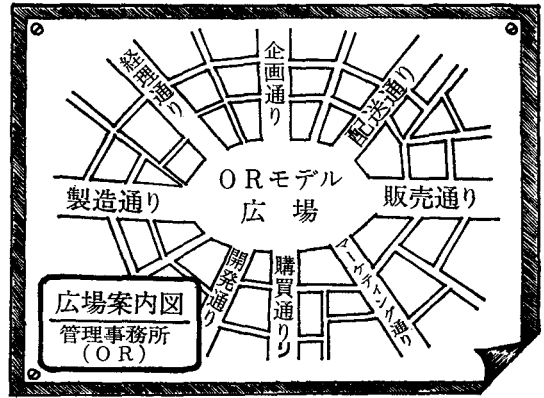 経理通り
企画通り
配送通り
ORモデル
広場
製造通り
販売通り
開発通り
購買通り
マーケティング通り
広場案内図
管理事務所
(OR)